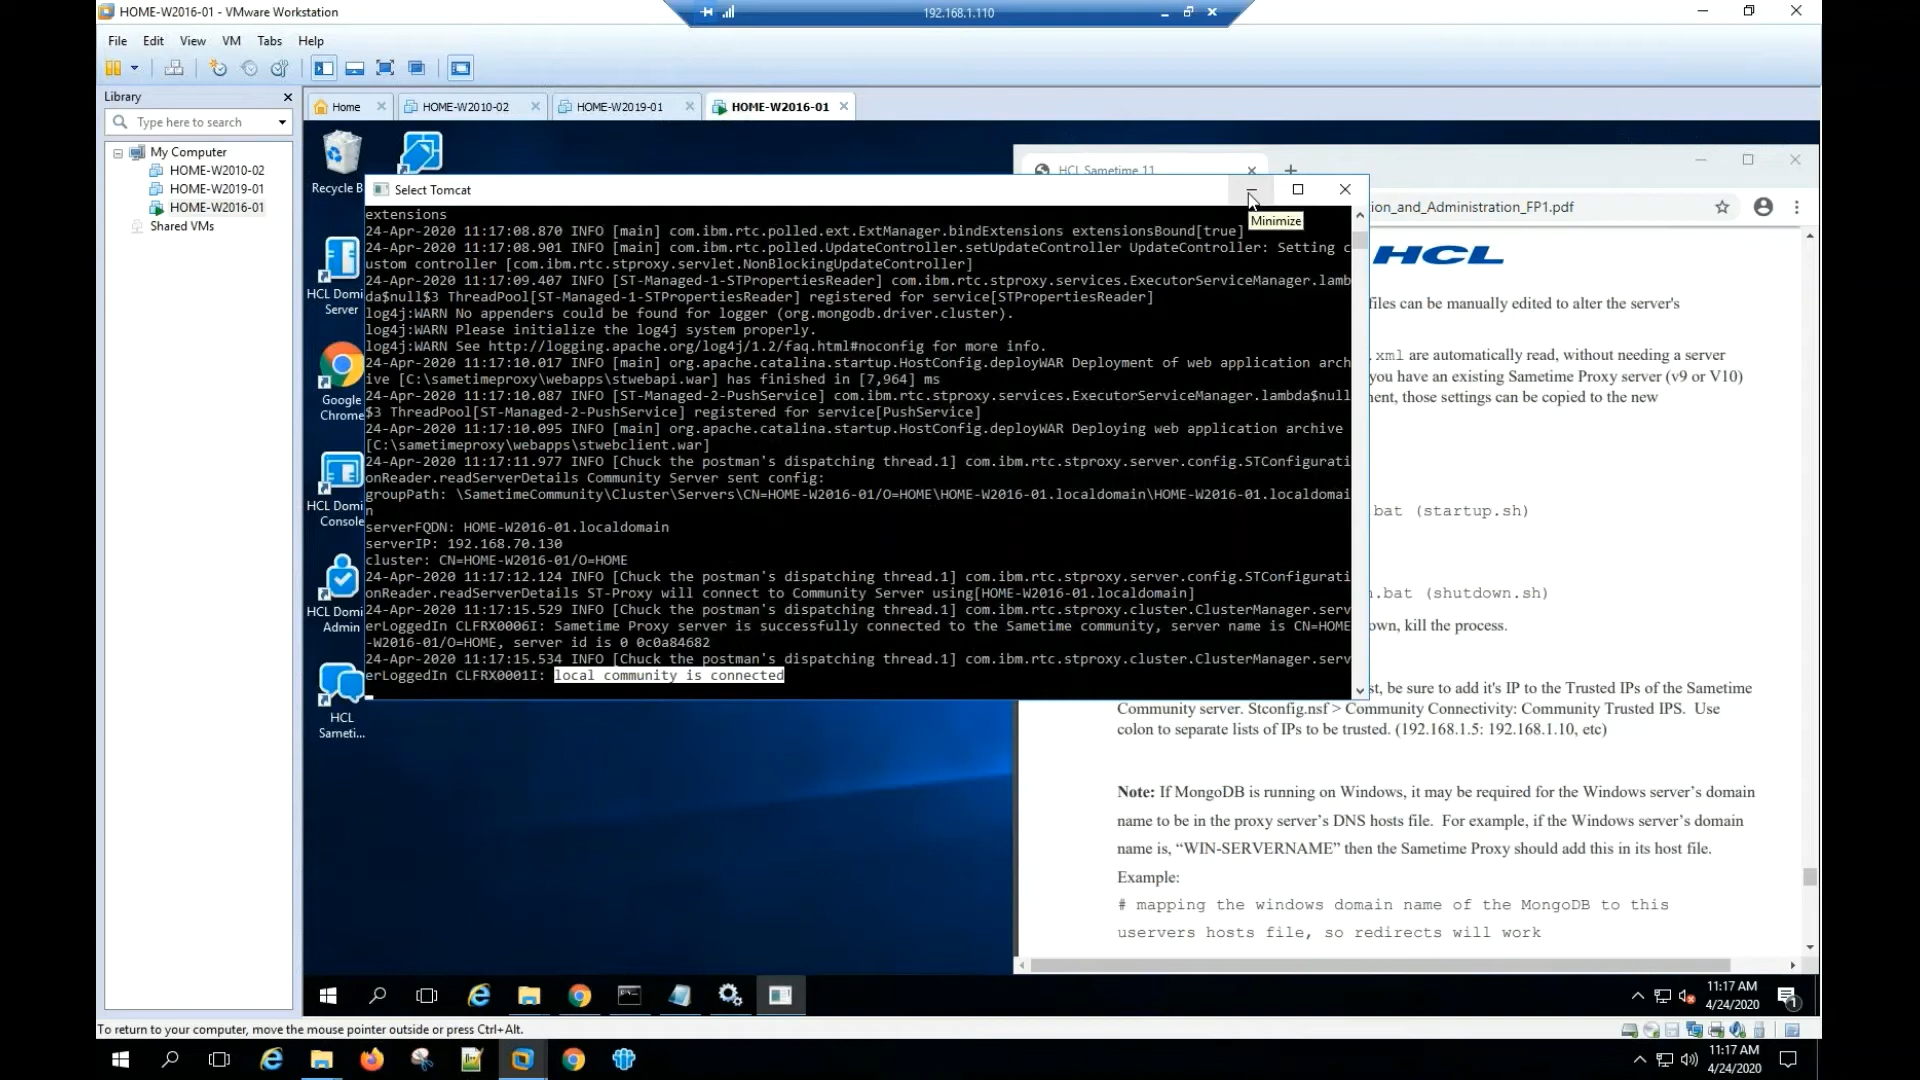 HOME-W2016-01 - VMware Workstation
192.168.1.110
File Edit View VM Tabs Help
Library
Type here to search
My Computer
HOME-W2010-02
HOME-W2019-01
HOME-W2016-01
Shared VMs
Home
HOME-W2010-02
HOME-W2019-01
HOME-W2016-01
Recycle B
HCL Domi
Server
Google
Chrome
HCL Domi
Console
HCL Domi
Admin
HCL
Sameti...
HCL Sametime 11
ion_and_Administration_FP1.pdf
Select Tomcat
Minimize
extensions
24-Apr-2020 11:17:08.870 INFO [main] com.ibm.rtc.polled.ext.ExtManager.bindExtensions extensionsBound[true]
24-Apr-2020 11:17:08.901 INFO [main] com.ibm.rtc.polled.UpdateController.setUpdateController UpdateController: Setting c
ustom controller [com.ibm.rtc.stproxy.servlet.NonBlockingUpdateController]
24-Apr-2020 11:17:09.407 INFO [ST-Managed-1-STPropertiesReader] com.ibm.rtc.stproxy.services.ExecutorServiceManager.lamb
da$null$3 ThreadPool[ST-Managed-1-STPropertiesReader] registered for service[STPropertiesReader]
log4j:WARN No appenders could be found for logger (org.mongodb.driver.cluster).
log4j:WARN Please initialize the log4j system properly.
log4j:WARN See http://logging.apache.org/log4j/1.2/faq.html#noconfig for more info.
24-Apr-2020 11:17:10.017 INFO [main] org.apache.catalina.startup.HostConfig.deployWAR Deployment of web application arch
ive [C:\sametimeproxy\webapps\stwebapi.war] has finished in [7,964] ms
24-Apr-2020 11:17:10.087 INFO [ST-Managed-2-PushService] com.ibm.rtc.stproxy.services.ExecutorServiceManager.lambda$null
$3 ThreadPool[ST-Managed-2-PushService] registered for service[PushService]
24-Apr-2020 11:17:10.095 INFO [main] org.apache.catalina.startup.HostConfig.deployWAR Deploying web application archive
[C:\sametimeproxy\webapps\stwebclient.war]
24-Apr-2020 11:17:11.977 INFO [Chuck the postman's dispatching thread.1] com.ibm.rtc.stproxy.server.config.STConfigurati
onReader.readServerDetails Community Server sent config:
groupPath: \SametimeCommunity\Cluster\Servers\CN=HOME-W2016-01/O=HOME\HOME-W2016-01.localdomain\HOME-W2016-01.localdomai
n
serverFQDN: HOME-W2016-01.localdomain
serverIP: 192.168.70.130
cluster: CN=HOME-W2016-01/O=HOME
24-Apr-2020 11:17:12.124 INFO [Chuck the postman's dispatching thread.1] com.ibm.rtc.stproxy.server.config.STConfigurati
onReader.readServerDetails ST-Proxy will connect to Community Server using[HOME-W2016-01.localdomain]
24-Apr-2020 11:17:15.529 INFO [Chuck the postman's dispatching thread.1] com.ibm.rtc.stproxy.cluster.ClusterManager.serv
erLoggedIn CLFRX0006I: Sametime Proxy server is successfully connected to the Sametime community, server name is CN=HOME
-W2016-01/O=HOME, server id is 0 0c0a84682
24-Apr-2020 11:17:15.534 INFO [Chuck the postman's dispatching thread.1] com.ibm.rtc.stproxy.cluster.ClusterManager.serv
erLoggedIn CLFRX0001I: local community is connected
HCL
files can be manually edited to alter the server's
.xml are automatically read, without needing a server
you have an existing Sametime Proxy server (v9 or V10)
ment, those settings can be copied to the new
bat (startup.sh)
n.bat (shutdown.sh)
own, kill the process.
st, be sure to add it's IP to the Trusted IPs of the Sametime
Community server. Stconfig.nsf > Community Connectivity: Community Trusted IPS. Use
colon to separate lists of IPs to be trusted. (192.168.1.5: 192.168.1.10, etc)
Note: If MongoDB is running on Windows, it may be required for the Windows server's domain
name to be in the proxy server's DNS hosts file. For example, if the Windows server's domain
name is, “WIN-SERVERNAME” then the Sametime Proxy should add this in its host file.
Example:
# mapping the windows domain name of the MongoDB to this
uservers hosts file, so redirects will work
11:17 AM
4/24/2020
1
To return to your computer, move the mouse pointer outside or press Ctrl+Alt.
11:17 AM
4/24/2020